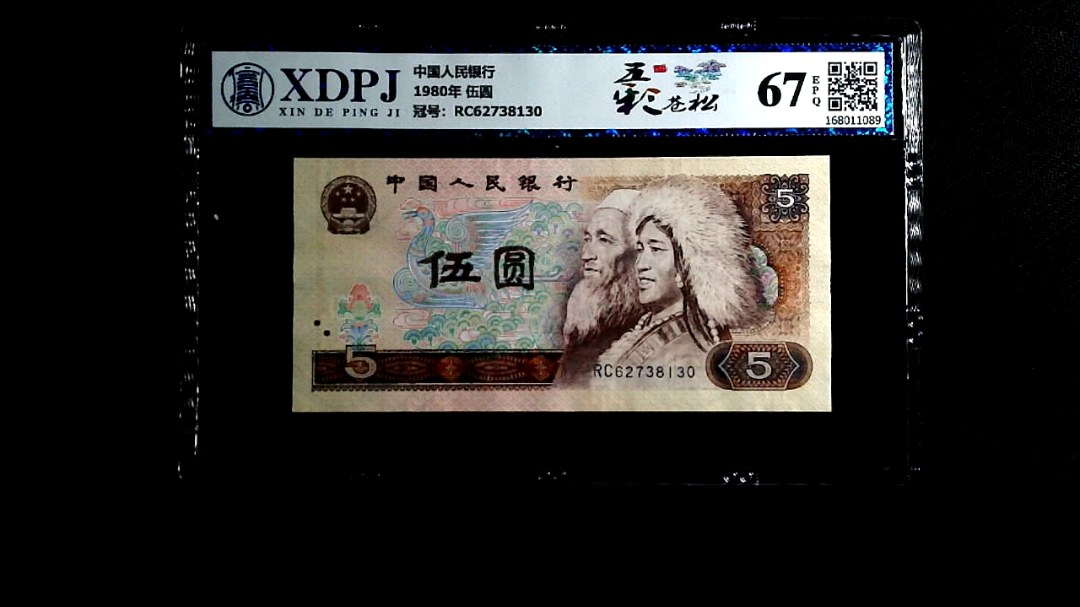 XDPJ
XIN DE PING JI
中国人民银行
1980年 伍圆
冠号: RC62738130
五彩苍松
67
EPQ
168011089
中国人民银行
5
伍圆
5
RC62738130
5